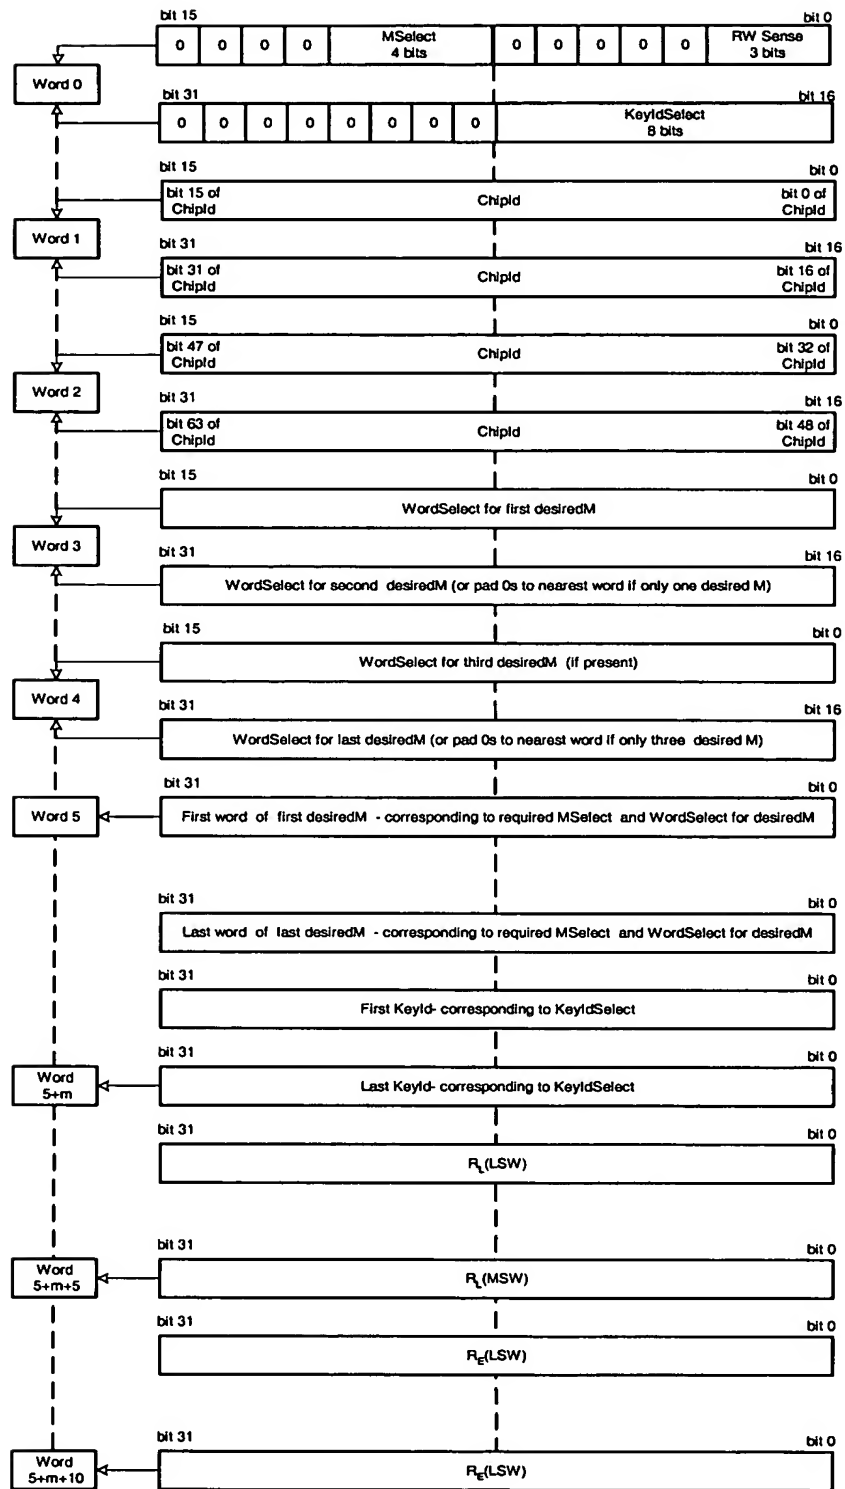 bit 15 bit 0
0 0 0 0 MSelect 4 bits 0 0 0 0 0 RW Sense 3 bits
Word 0
bit 31 bit 16
0 0 0 0 0 0 0 0 KeyIdSelect 8 bits
bit 15 bit 0
bit 15 of ChipId ChipId bit 0 of ChipId
Word 1
bit 31 bit 16
bit 31 of ChipId ChipId bit 16 of ChipId
bit 15 bit 0
bit 47 of ChipId ChipId bit 32 of ChipId
Word 2
bit 31 bit 16
bit 63 of ChipId ChipId bit 48 of ChipId
bit 15 bit 0
WordSelect for first desiredM
Word 3
bit 31 bit 16
WordSelect for second desiredM (or pad 0s to nearest word if only one desired M)
bit 15 bit 0
WordSelect for third desiredM (if present)
Word 4
bit 31 bit 16
WordSelect for last desiredM (or pad 0s to nearest word if only three desired M)
bit 31 bit 0
Word 5 First word of first desiredM - corresponding to required MSelect and WordSelect for desiredM
bit 31 bit 0
Last word of last desiredM - corresponding to required MSelect and WordSelect for desiredM
bit 31 bit 0
First KeyId- corresponding to KeyIdSelect
bit 31 bit 0
Word 5+m Last KeyId- corresponding to KeyIdSelect
bit 31 bit 0
RL(LSW)
bit 31 bit 0
Word 5+m+5 RL(MSW)
bit 31 bit 0
RE(LSW)
bit 31 bit 0
Word 5+m+10 RE(LSW)